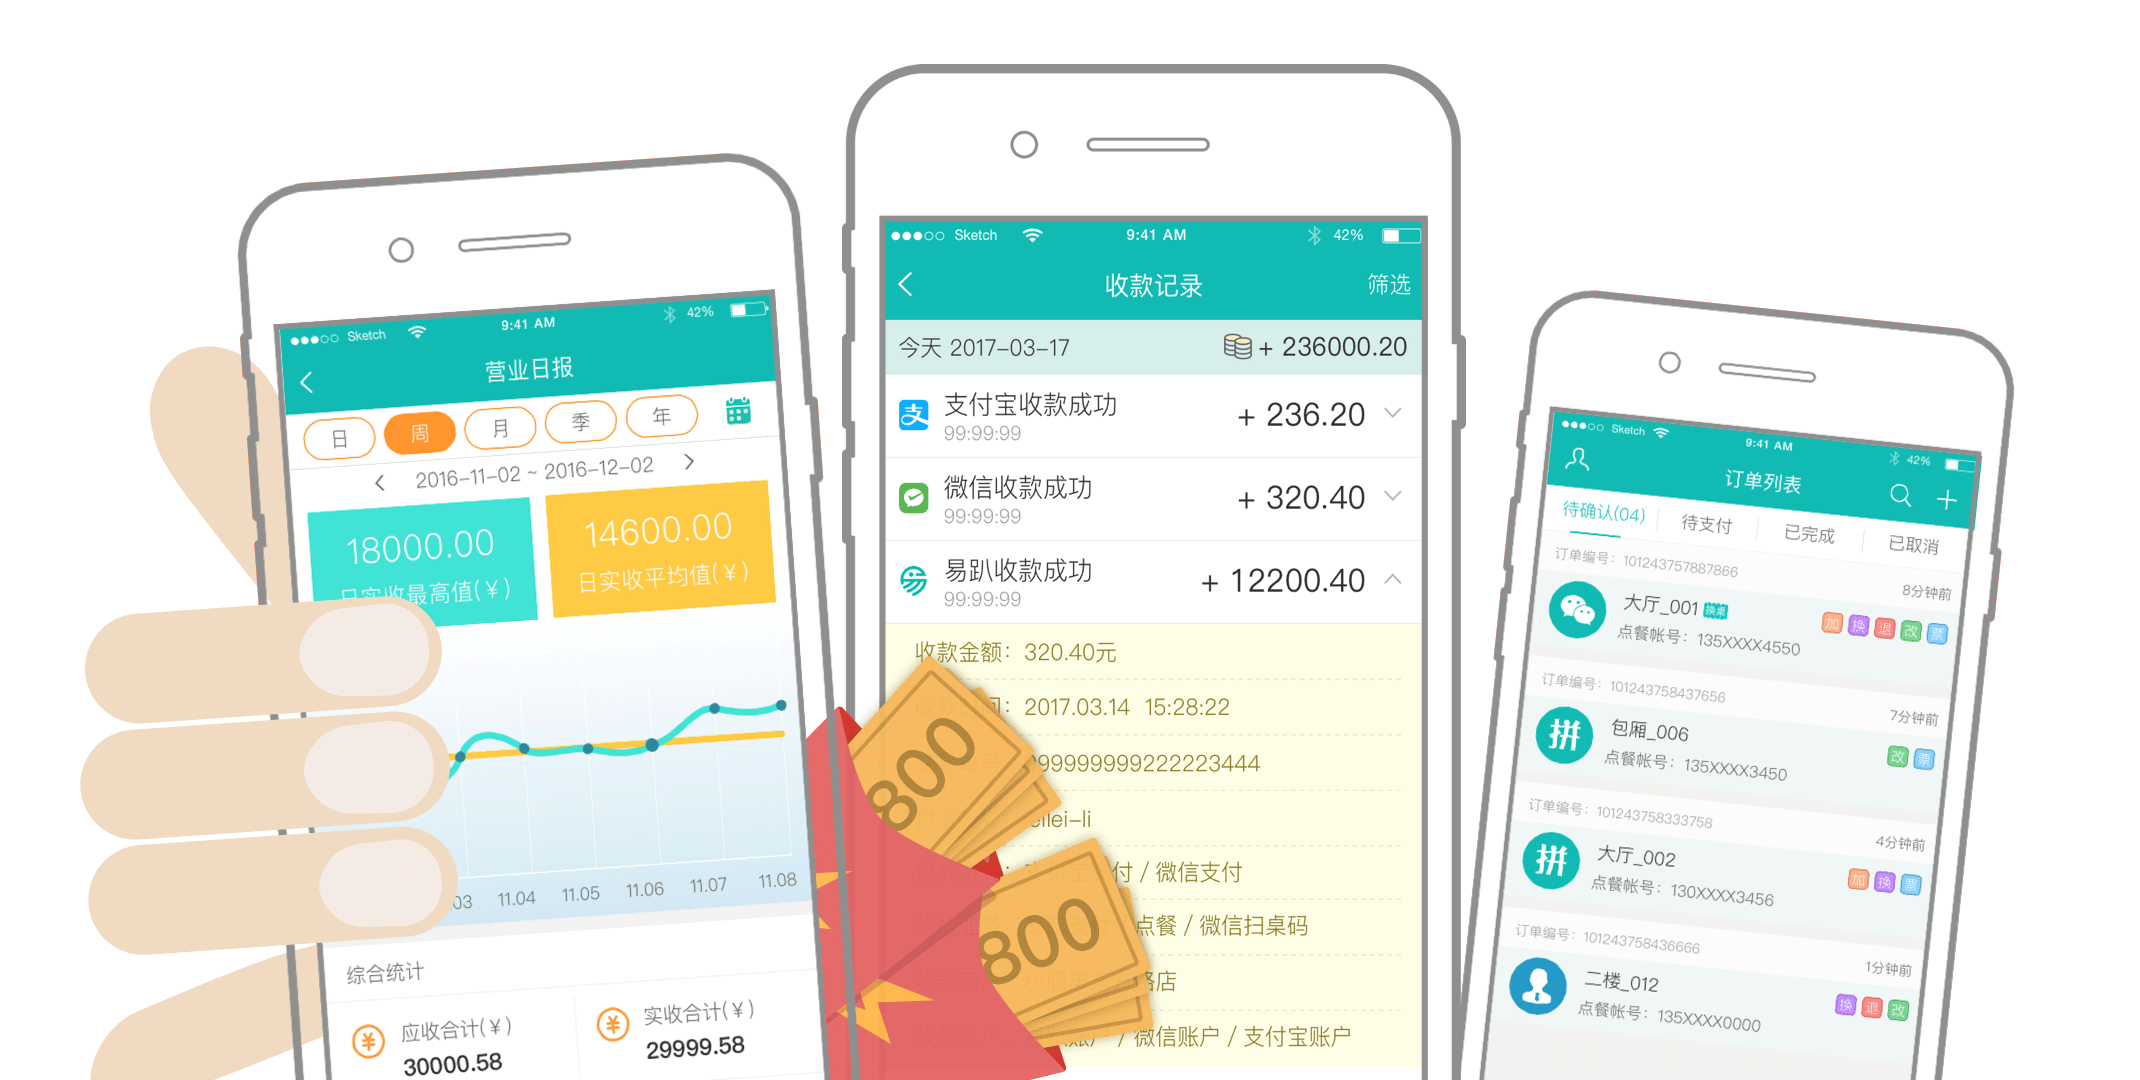 Sketch 9:41 AM 42%
营业日报
日 周 月 季 年
2016-11-02 ~ 2016-12-02
18000.00
日实收最高值(￥)
14600.00
日实收平均值(￥)
03 11.04 11.05 11.06 11.07 11.08
综合统计
应收合计(￥)
30000.58
实收合计(￥)
29999.58
Sketch 9:41 AM 42%
收款记录 筛选
今天 2017-03-17 + 236000.20
支付宝收款成功
99:99:99
+ 236.20
微信收款成功
99:99:99
+ 320.40
易趴收款成功
99:99:99
+ 12200.40
收款金额：320.40元
2017.03.14 15:28:22
99999999222223444
lei-li
付 / 微信支付
点餐 / 微信扫桌码
店
/ 微信账户 / 支付宝账户
800
800
Sketch 9:41 AM 42%
订单列表
待确认(04) 待支付 已完成 已取消
订单编号：101243757887866
8分钟前
大厅_001 换桌
加 换 退 改 票
点餐帐号：135XXXX4550
订单编号：101243758437656
7分钟前
拼
包厢_006
改 票
点餐帐号：135XXXX3450
订单编号：101243758333758
4分钟前
拼
大厅_002
加 换 票
点餐帐号：130XXXX3456
订单编号：101243758436666
1分钟前
二楼_012
换 退 改
点餐帐号：135XXXX0000